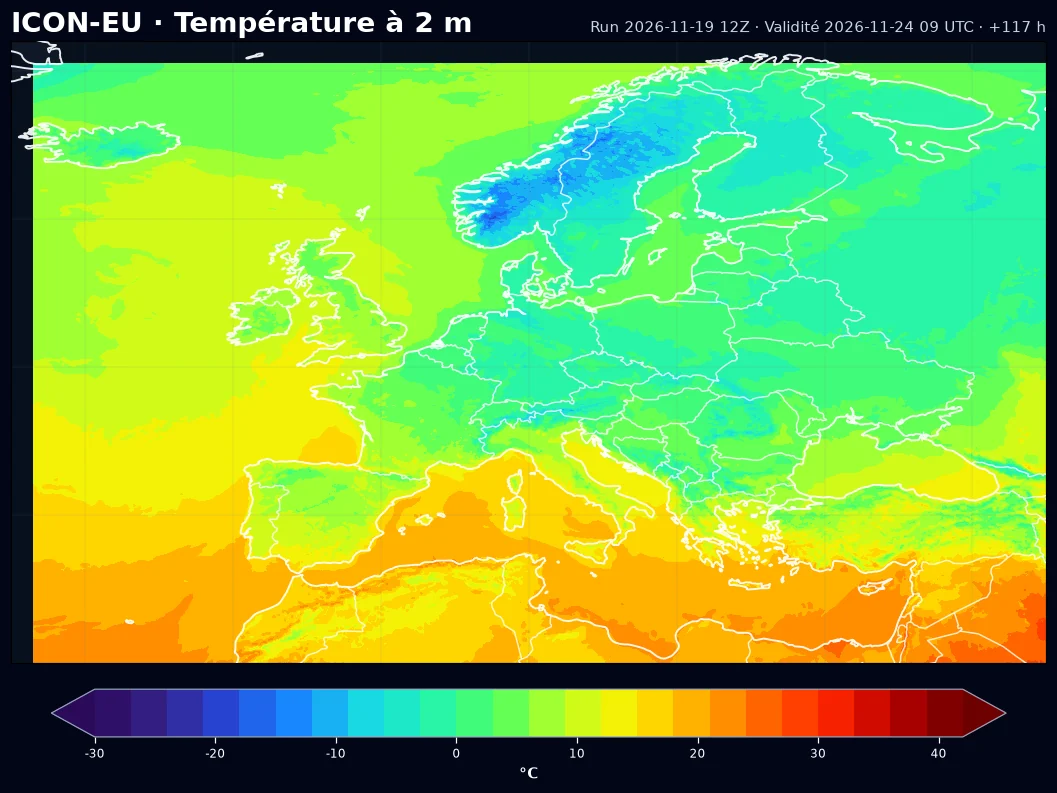 ICON-EU · Température à 2 m
Run 2026-11-19 12Z · Validité 2026-11-24 09 UTC · +117 h
-30 -20 -10 0 10 20 30 40
°C